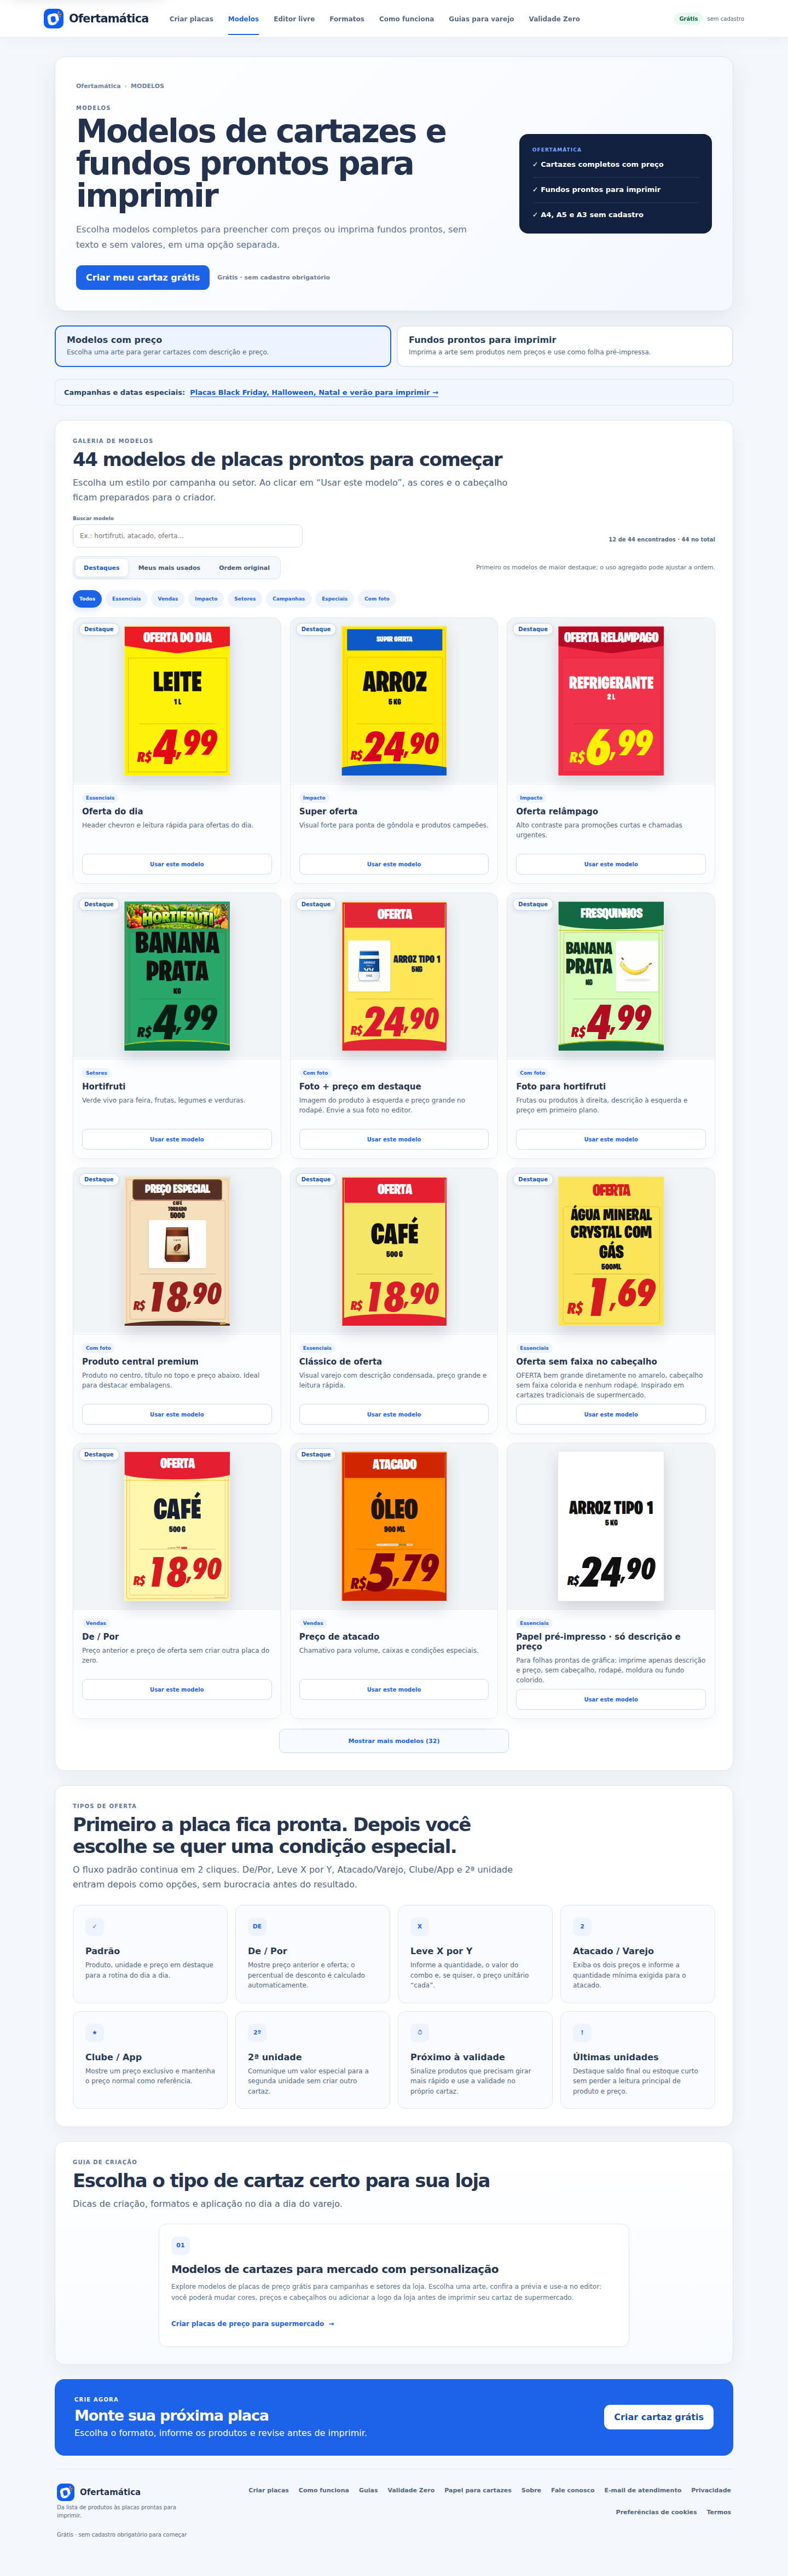 Ofertamática
Criar placas
Modelos
Editor livre
Formatos
Como funciona
Guias para varejo
Validade Zero
Grátis
sem cadastro
Ofertamática › MODELOS
MODELOS
Modelos de cartazes e
fundos prontos para
imprimir
Escolha modelos completos para preencher com preços ou imprima fundos prontos, sem
texto e sem valores, em uma opção separada.
Criar meu cartaz grátis
Grátis · sem cadastro obrigatório
OFERTAMÁTICA
✓ Cartazes completos com preço
✓ Fundos prontos para imprimir
✓ A4, A5 e A3 sem cadastro
Modelos com preço
Escolha uma arte para gerar cartazes com descrição e preço.
Fundos prontos para imprimir
Imprima a arte sem produtos nem preços e use como folha pré-impressa.
Campanhas e datas especiais: Placas Black Friday, Halloween, Natal e verão para imprimir →
GALERIA DE MODELOS
44 modelos de placas prontos para começar
Escolha um estilo por campanha ou setor. Ao clicar em “Usar este modelo”, as cores e o cabeçalho
ficam preparados para o criador.
Buscar modelo
Ex.: hortifruti, atacado, oferta...
12 de 44 encontrados · 44 no total
Destaques
Meus mais usados
Ordem original
Primeiro os modelos de maior destaque; o uso agregado pode ajustar a ordem.
Todos
Essenciais
Vendas
Impacto
Setores
Campanhas
Especiais
Com foto
Destaque
OFERTA DO DIA
LEITE
1 L
R$ 4,99
Essenciais
Oferta do dia
Header chevron e leitura rápida para ofertas do dia.
Usar este modelo
Destaque
SUPER OFERTA
ARROZ
5 KG
R$ 24,90
Impacto
Super oferta
Visual forte para ponta de gôndola e produtos campeões.
Usar este modelo
Destaque
OFERTA RELAMPAGO
REFRIGERANTE
2 L
R$ 6,99
Impacto
Oferta relâmpago
Alto contraste para promoções curtas e chamadas
urgentes.
Usar este modelo
Destaque
HORTIFRUTI
BANANA
PRATA
KG
R$ 4,99
Setores
Hortifruti
Verde vivo para feira, frutas, legumes e verduras.
Usar este modelo
Destaque
OFERTA
ARROZ TIPO 1
5KG
R$ 24,90
Com foto
Foto + preço em destaque
Imagem do produto à esquerda e preço grande no
rodapé. Envie a sua foto no editor.
Usar este modelo
Destaque
FRESQUINHOS
BANANA
PRATA
KG
R$ 4,99
Com foto
Foto para hortifruti
Frutas ou produtos à direita, descrição à esquerda e
preço em primeiro plano.
Usar este modelo
Destaque
PREÇO ESPECIAL
CAFÉ
TORRADO
500G
R$ 18,90
Com foto
Produto central premium
Produto no centro, título no topo e preço abaixo. Ideal
para destacar embalagens.
Usar este modelo
Destaque
OFERTA
CAFÉ
500 G
R$ 18,90
Essenciais
Clássico de oferta
Visual varejo com descrição condensada, preço grande e
leitura rápida.
Usar este modelo
Destaque
OFERTA
ÁGUA MINERAL
CRYSTAL COM
GÁS
500ML
R$ 1,69
Essenciais
Oferta sem faixa no cabeçalho
OFERTA bem grande diretamente no amarelo, cabeçalho
sem faixa colorida e nenhum rodapé. Inspirado em
cartazes tradicionais de supermercado.
Usar este modelo
Destaque
OFERTA
CAFÉ
500 G
R$ 18,90
Vendas
De / Por
Preço anterior e preço de oferta sem criar outra placa do
zero.
Usar este modelo
Destaque
ATACADO
ÓLEO
900 ML
R$ 5,79
Vendas
Preço de atacado
Chamativo para volume, caixas e condições especiais.
Usar este modelo
ARROZ TIPO 1
5 KG
R$ 24,90
Essenciais
Papel pré-impresso · só descrição e
preço
Para folhas prontas de gráfica: imprime apenas descrição
e preço, sem cabeçalho, rodapé, moldura ou fundo
colorido.
Usar este modelo
Mostrar mais modelos (32)
TIPOS DE OFERTA
Primeiro a placa fica pronta. Depois você
escolhe se quer uma condição especial.
O fluxo padrão continua em 2 cliques. De/Por, Leve X por Y, Atacado/Varejo, Clube/App e 2ª unidade
entram depois como opções, sem burocracia antes do resultado.
✓
Padrão
Produto, unidade e preço em destaque
para a rotina do dia a dia.
DE
De / Por
Mostre preço anterior e oferta; o
percentual de desconto é calculado
automaticamente.
X
Leve X por Y
Informe a quantidade, o valor do
combo e, se quiser, o preço unitário
“cada”.
2
Atacado / Varejo
Exiba os dois preços e informe a
quantidade mínima exigida para o
atacado.
★
Clube / App
Mostre um preço exclusivo e mantenha
o preço normal como referência.
2ª
2ª unidade
Comunique um valor especial para a
segunda unidade sem criar outro
cartaz.
Próximo à validade
Sinalize produtos que precisam girar
mais rápido e use a validade no
próprio cartaz.
!
Últimas unidades
Destaque saldo final ou estoque curto
sem perder a leitura principal de
produto e preço.
GUIA DE CRIAÇÃO
Escolha o tipo de cartaz certo para sua loja
Dicas de criação, formatos e aplicação no dia a dia do varejo.
01
Modelos de cartazes para mercado com personalização
Explore modelos de placas de preço grátis para campanhas e setores da loja. Escolha uma arte, confira a prévia e use-a no editor:
você poderá mudar cores, preços e cabeçalhos ou adicionar a logo da loja antes de imprimir seu cartaz de supermercado.
Criar placas de preço para supermercado →
CRIE AGORA
Monte sua próxima placa
Escolha o formato, informe os produtos e revise antes de imprimir.
Criar cartaz grátis
Ofertamática
Da lista de produtos às placas prontas para
imprimir.
Grátis · sem cadastro obrigatório para começar
Criar placas
Como funciona
Guias
Validade Zero
Papel para cartazes
Sobre
Fale conosco
E-mail de atendimento
Privacidade
Preferências de cookies
Termos